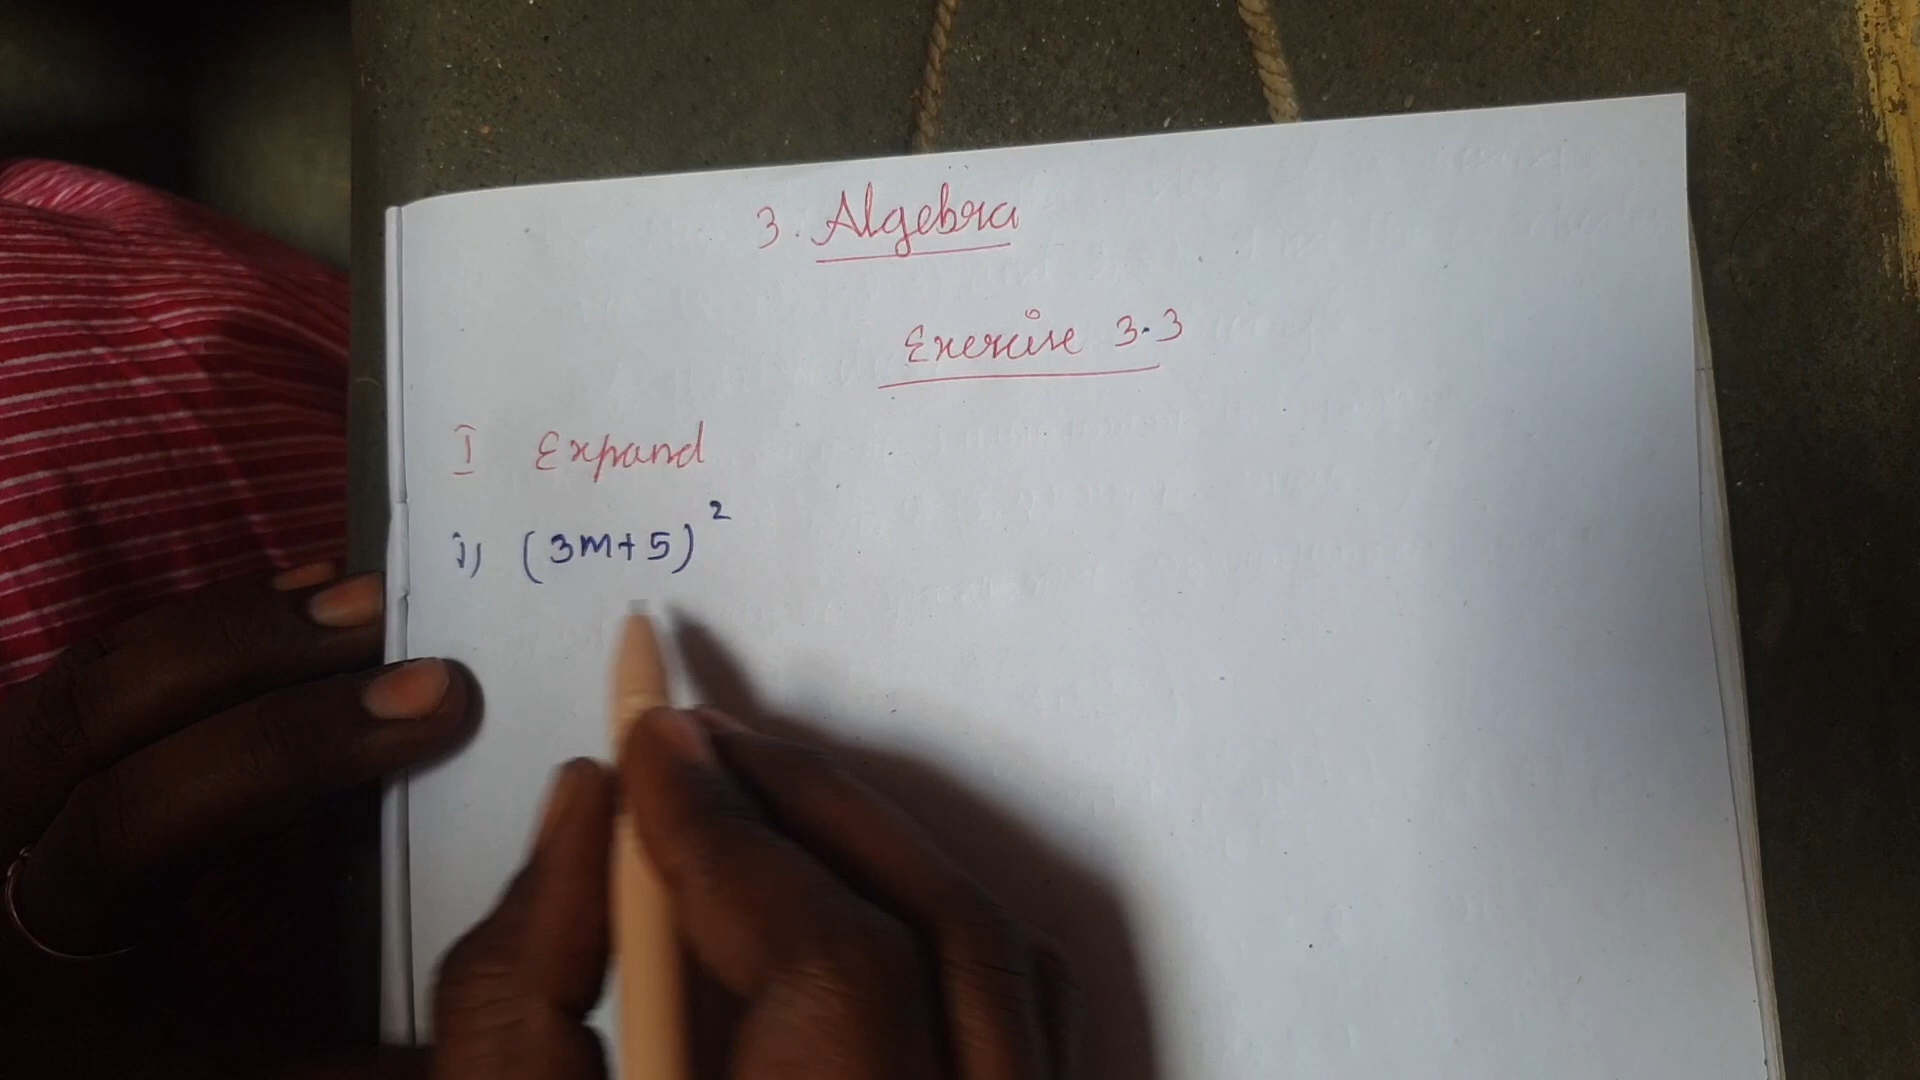 3. Algebra
Exercise 3.3
I Expand
i) (3m+5)²